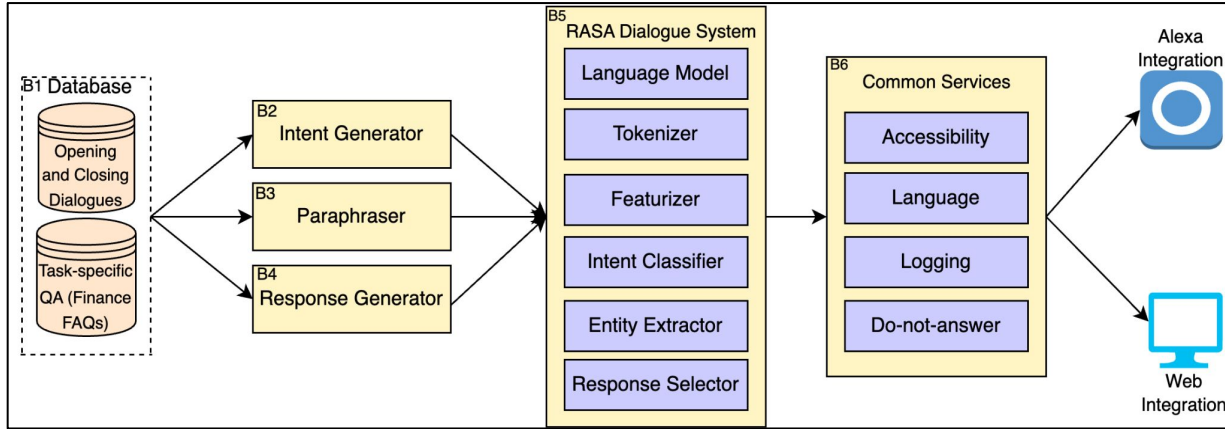 B1 Database
Opening
and Closing
Dialogues
Task-specific
QA (Finance
FAQs)
B2
Intent Generator
B3
Paraphraser
B4
Response Generator
B5
RASA Dialogue System
Language Model
Tokenizer
Featurizer
Intent Classifier
Entity Extractor
Response Selector
B6
Common Services
Accessibility
Language
Logging
Do-not-answer
Alexa
Integration
Web
Integration